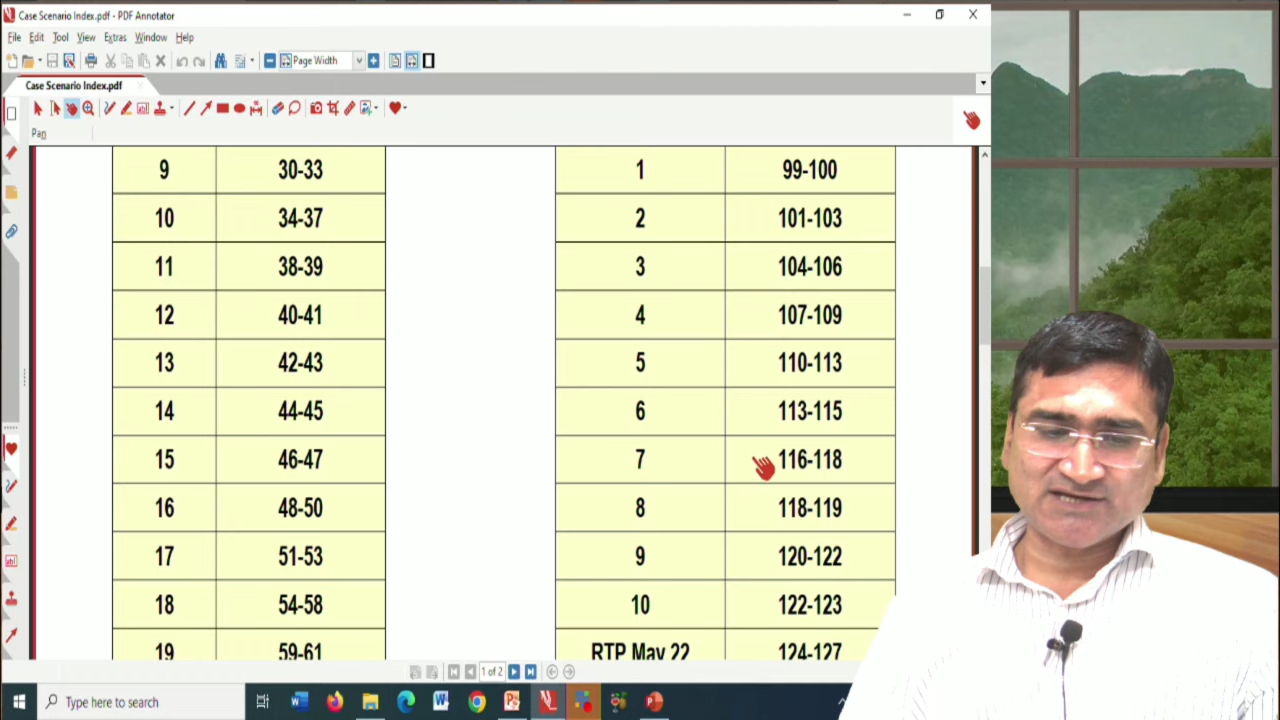 Case Scenario Index.pdf - PDF Annotator
File Edit Tool View Extras Window Help
Page Width
Case Scenario Index.pdf
Pan
9 30-33 1 99-100
10 34-37 2 101-103
11 38-39 3 104-106
12 40-41 4 107-109
13 42-43 5 110-113
14 44-45 6 113-115
15 46-47 7 116-118
16 48-50 8 118-119
17 51-53 9 120-122
18 54-58 10 122-123
19 59-61 RTP May 22 124-127
1 of 2
Type here to search